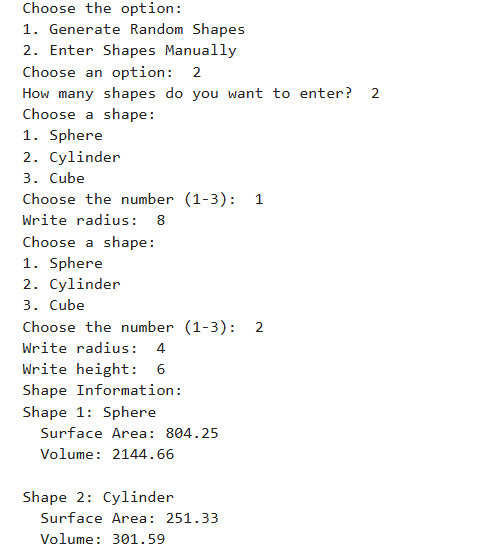 Choose the option:
1. Generate Random Shapes
2. Enter Shapes Manually
Choose an option:  2
How many shapes do you want to enter?  2
Choose a shape:
1. Sphere
2. Cylinder
3. Cube
Choose the number (1-3):  1
Write radius:  8
Choose a shape:
1. Sphere
2. Cylinder
3. Cube
Choose the number (1-3):  2
Write radius:  4
Write height:  6
Shape Information:
Shape 1: Sphere
  Surface Area: 804.25
  Volume: 2144.66

Shape 2: Cylinder
  Surface Area: 251.33
  Volume: 301.59